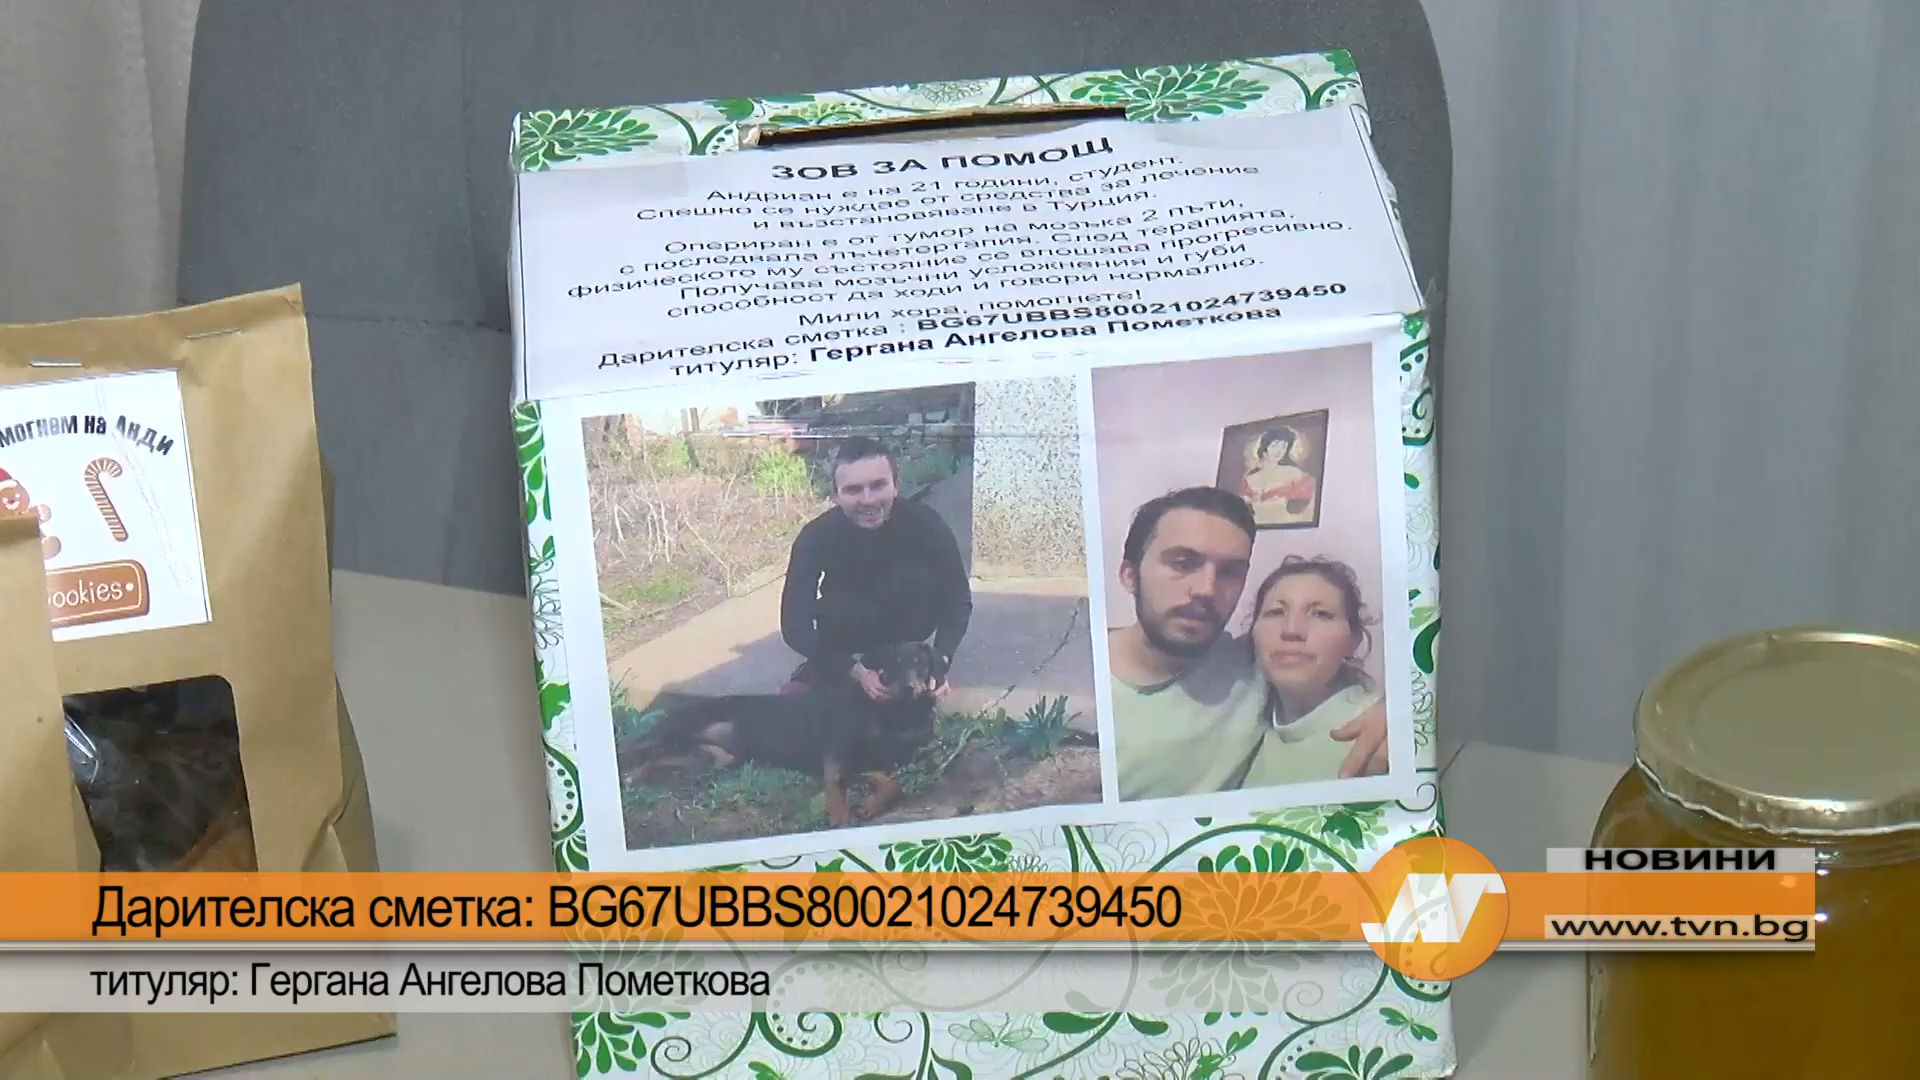 ЗОВ ЗА ПОМОЩ
Андриан е на 21 години, студент.
Спешно се нуждае от средства за лечение
и възстановяване в Турция.
Опериран е от тумор на мозъка 2 пъти,
с последвала лъчетерапия. След терапията,
физическото му състояние се влошава прогресивно.
Получава мозъчни усложнения и губи
способност да ходи и говори нормално.
Мили хора, помогнете!
Дарителска сметка : BG67UBBS80021024739450
титуляр: Гергана Ангелова Пометкова
могнем на Анди
ookies
Дарителска сметка: BG67UBBS80021024739450
титуляр: Гергана Ангелова Пометкова
НОВИНИ
www.tvn.bg